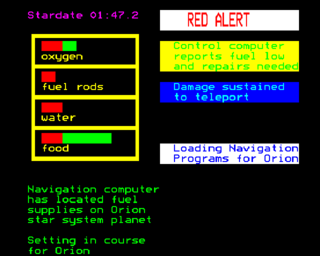 Stardate 01:47.2
RED ALERT
oxygen
fuel rods
water
food
Control computer
reports fuel low
and repairs needed
Damage sustained
to teleport
Loading Navigation
Programs for Orion
Navigation computer
has located fuel
supplies on Orion
star system planet
Setting in course
for Orion